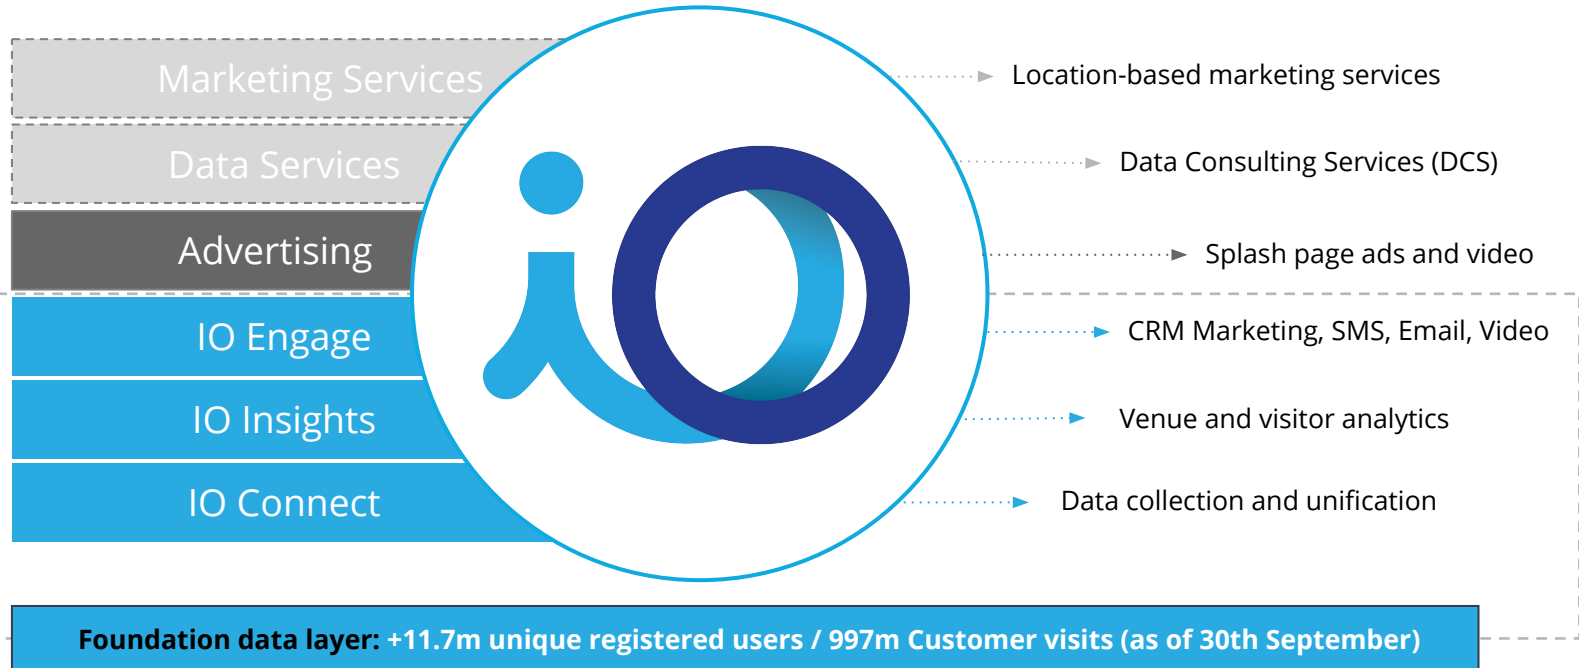 Marketing Services
Location-based marketing services
Data Services
Data Consulting Services (DCS)
Advertising
Splash page ads and video
IO Engage
CRM Marketing, SMS, Email, Video
IO Insights
Venue and visitor analytics
IO Connect
Data collection and unification
iO
Foundation data layer: +11.7m unique registered users / 997m Customer visits (as of 30th September)